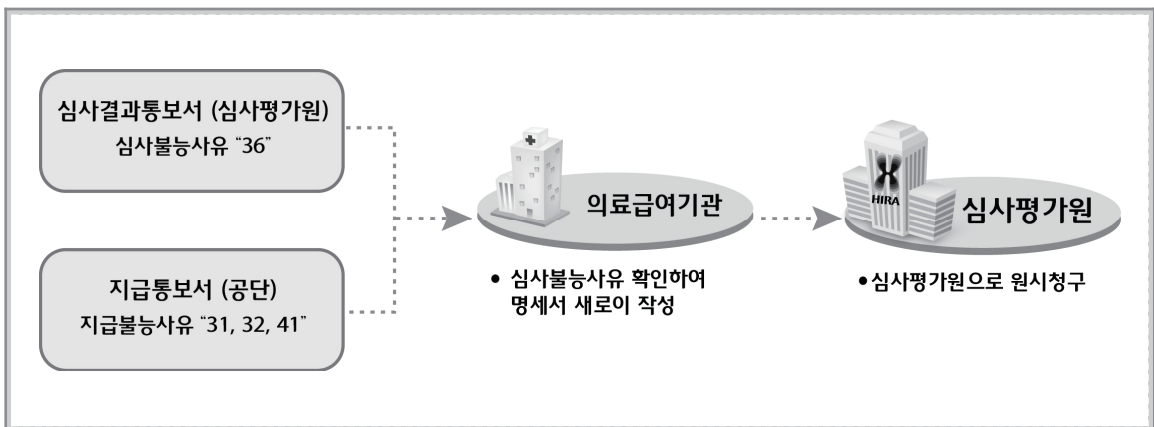 심사결과통보서 (심사평가원)
심사불능사유 “36”
지급통보서 (공단)
지급불능사유 “31, 32, 41”
의료급여기관
• 심사불능사유 확인하여
명세서 새로이 작성
HIRA
심사평가원
•심사평가원으로 원시청구